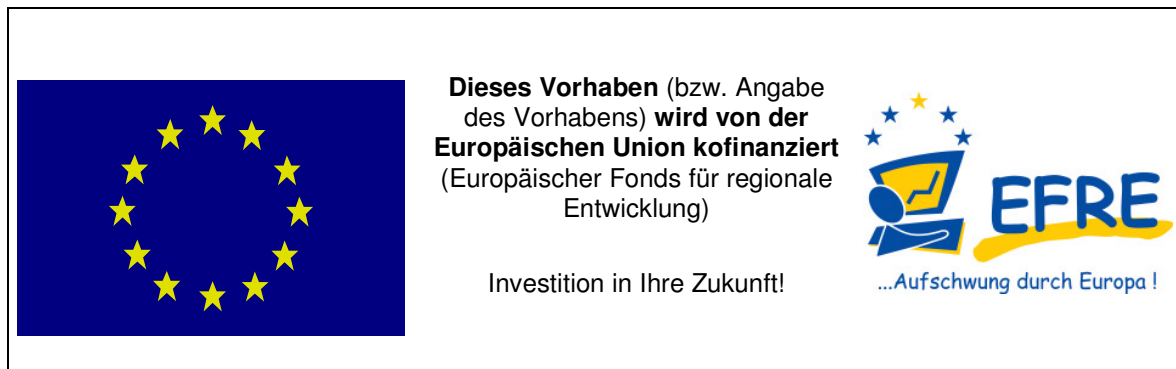 Dieses Vorhaben (bzw. Angabe
des Vorhabens) wird von der
Europäischen Union kofinanziert
(Europäischer Fonds für regionale
Entwicklung)
Investition in Ihre Zukunft!
EFRE
...Aufschwung durch Europa !